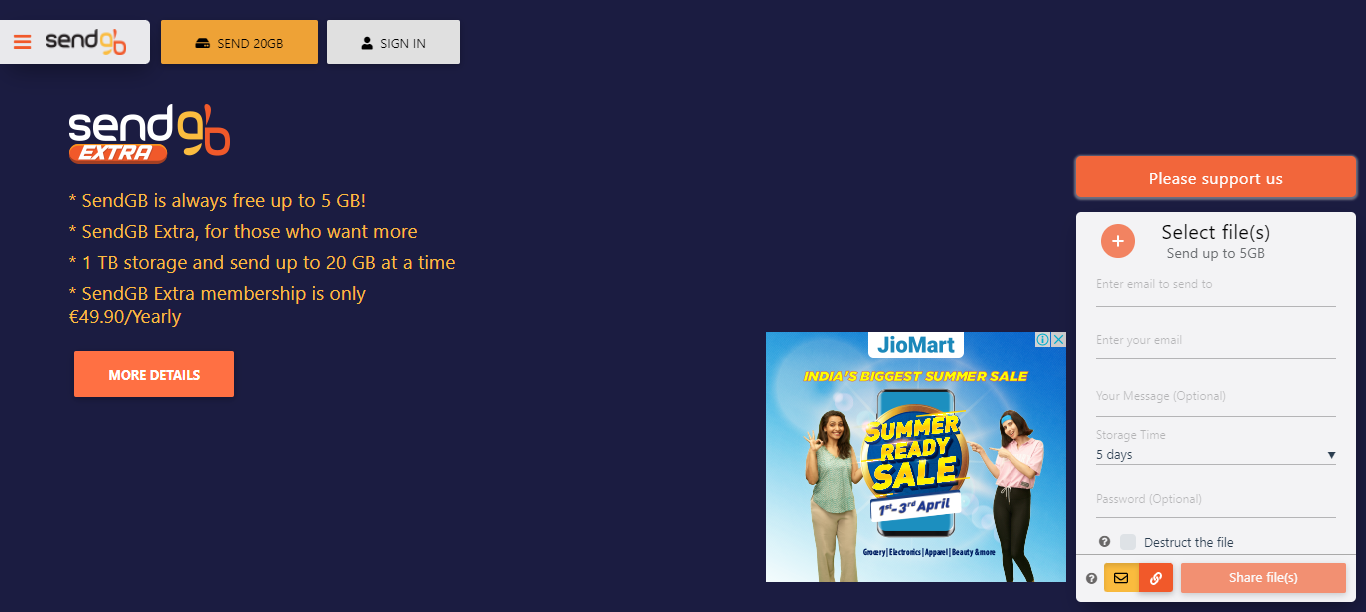 sendgb
SEND 20GB
SIGN IN
sendgb
EXTRA
* SendGB is always free up to 5 GB!
* SendGB Extra, for those who want more
* 1 TB storage and send up to 20 GB at a time
* SendGB Extra membership is only
€49.90/Yearly
MORE DETAILS
JioMart
INDIA'S BIGGEST SUMMER SALE
SUMMER
READY
SALE
1st-3rd April
Grocery | Electronics | Apparel | Beauty & more
Please support us
Select file(s)
Send up to 5GB
Enter email to send to
Enter your email
Your Message (Optional)
Storage Time
5 days
Password (Optional)
Destruct the file
Share file(s)